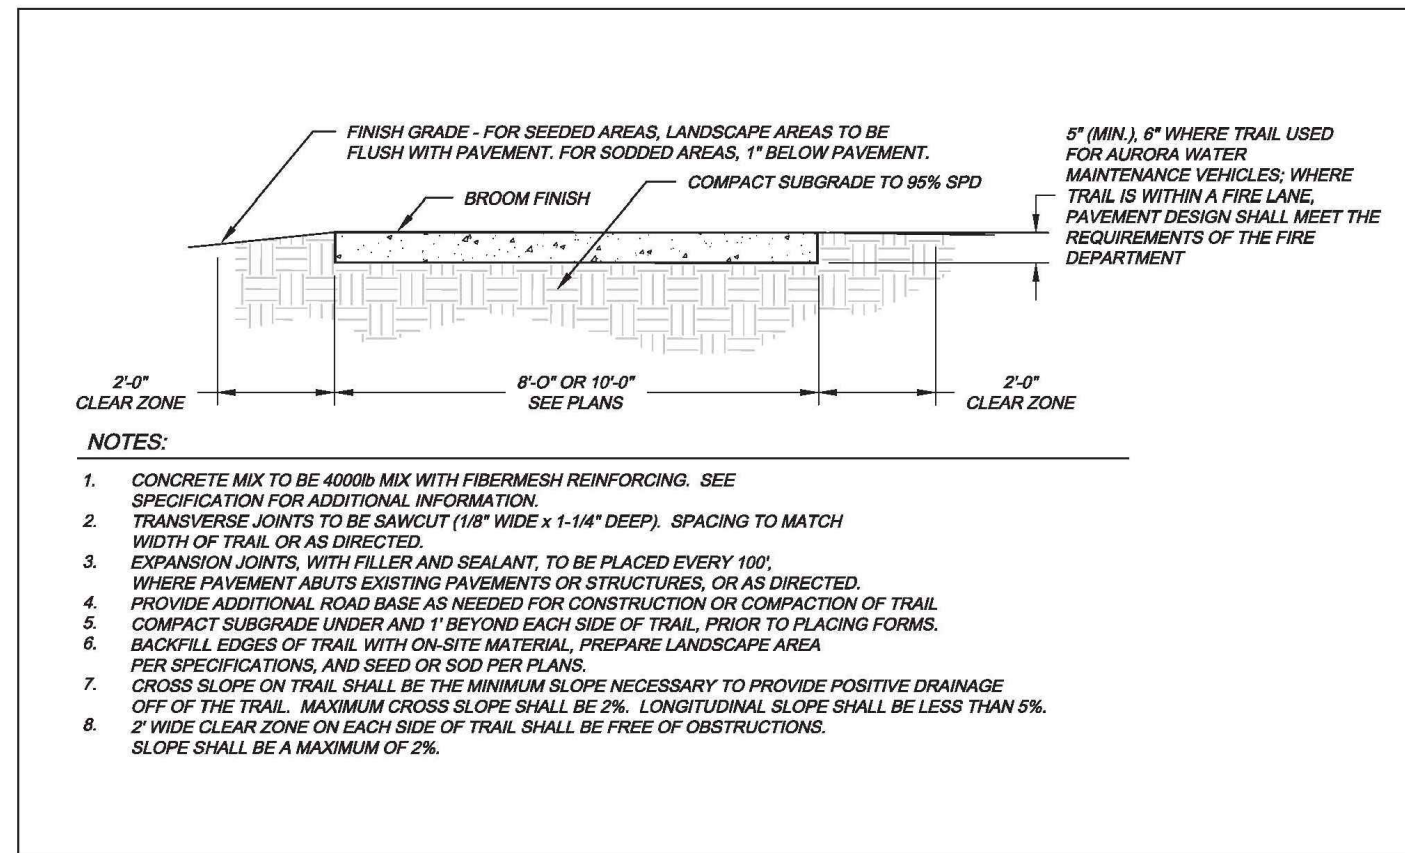 FINISH GRADE - FOR SEEDED AREAS, LANDSCAPE AREAS TO BE
FLUSH WITH PAVEMENT. FOR SODDED AREAS, 1" BELOW PAVEMENT.
COMPACT SUBGRADE TO 95% SPD
BROOM FINISH
5" (MIN.), 6" WHERE TRAIL USED
FOR AURORA WATER
MAINTENANCE VEHICLES; WHERE
TRAIL IS WITHIN A FIRE LANE,
PAVEMENT DESIGN SHALL MEET THE
REQUIREMENTS OF THE FIRE
DEPARTMENT
2'-0"
CLEAR ZONE
8'-O" OR 10'-0"
SEE PLANS
2'-0"
CLEAR ZONE
NOTES:
1. CONCRETE MIX TO BE 4000lb MIX WITH FIBERMESH REINFORCING. SEE
SPECIFICATION FOR ADDITIONAL INFORMATION.
2. TRANSVERSE JOINTS TO BE SAWCUT (1/8" WIDE x 1-1/4" DEEP). SPACING TO MATCH
WIDTH OF TRAIL OR AS DIRECTED.
3. EXPANSION JOINTS, WITH FILLER AND SEALANT, TO BE PLACED EVERY 100',
WHERE PAVEMENT ABUTS EXISTING PAVEMENTS OR STRUCTURES, OR AS DIRECTED.
4. PROVIDE ADDITIONAL ROAD BASE AS NEEDED FOR CONSTRUCTION OR COMPACTION OF TRAIL
5. COMPACT SUBGRADE UNDER AND 1' BEYOND EACH SIDE OF TRAIL, PRIOR TO PLACING FORMS.
6. BACKFILL EDGES OF TRAIL WITH ON-SITE MATERIAL, PREPARE LANDSCAPE AREA
PER SPECIFICATIONS, AND SEED OR SOD PER PLANS.
7. CROSS SLOPE ON TRAIL SHALL BE THE MINIMUM SLOPE NECESSARY TO PROVIDE POSITIVE DRAINAGE
OFF OF THE TRAIL. MAXIMUM CROSS SLOPE SHALL BE 2%. LONGITUDINAL SLOPE SHALL BE LESS THAN 5%.
8. 2' WIDE CLEAR ZONE ON EACH SIDE OF TRAIL SHALL BE FREE OF OBSTRUCTIONS.
SLOPE SHALL BE A MAXIMUM OF 2%.